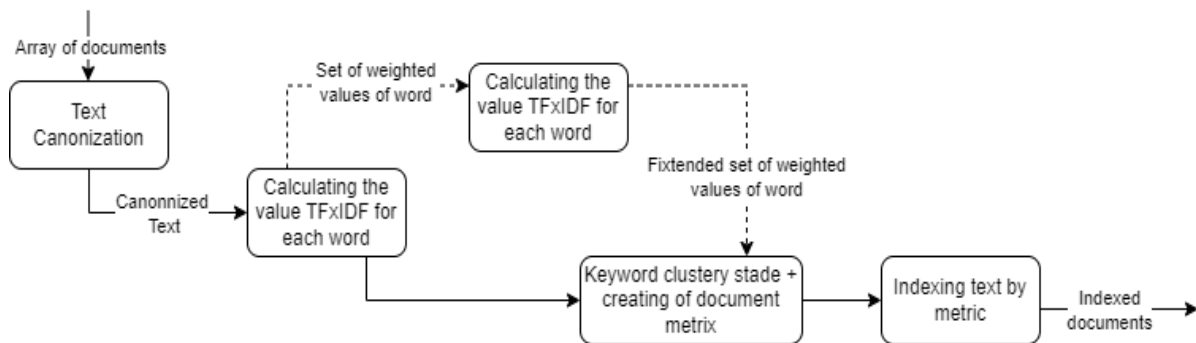 Array of documents
Text
Canonization
Canonnized
Text
Calculating the
value TFxIDF for
each word
Set of weighted
values of word
Calculating the
value TFxIDF for
each word
Fixtended set of weighted
values of word
Keyword clustery stade +
creating of document
metrix
Indexing text by
metric
Indexed
documents